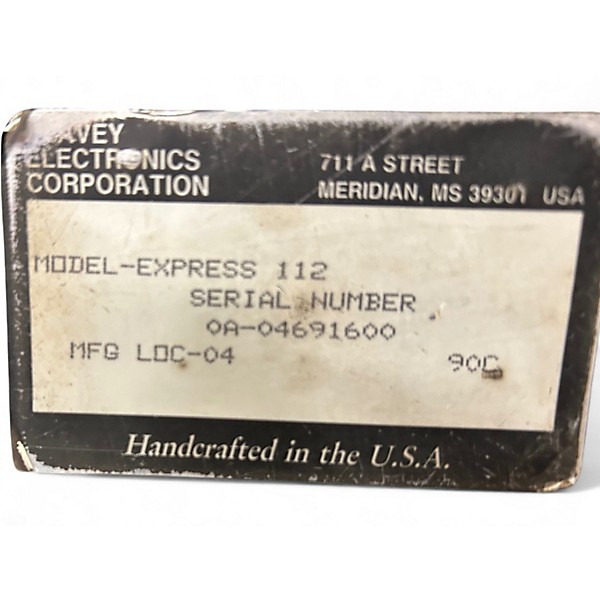 AVEY
ELECTRONICS
CORPORATION
711 A STREET
MERIDIAN, MS 39301 USA
MODEL-EXPRESS 112
SERIAL NUMBER
0A-04691600
MFG LOC-04 90C
Handcrafted in the U.S.A.